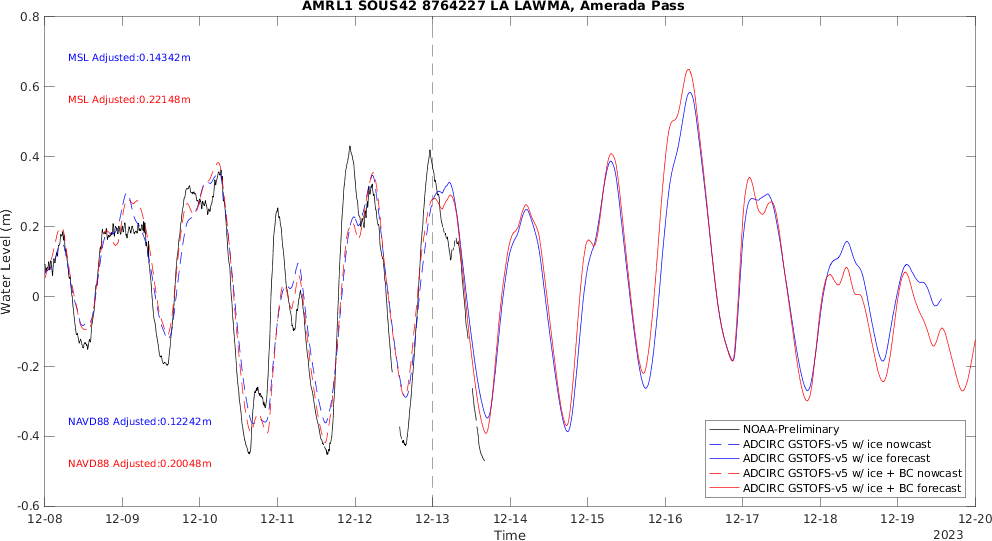 AMRL1 SOUS42 8764227 LA LAWMA, Amerada Pass
0.8
0.6
0.4
0.2
0
-0.2
-0.4
-0.6
Water Level (m)
MSL Adjusted:0.14342m
MSL Adjusted:0.22148m
NAVD88 Adjusted:0.12242m
NAVD88 Adjusted:0.20048m
NOAA-Preliminary
ADCIRC GSTOFS-v5 w/ ice nowcast
ADCIRC GSTOFS-v5 w/ ice forecast
ADCIRC GSTOFS-v5 w/ ice + BC nowcast
ADCIRC GSTOFS-v5 w/ ice + BC forecast
12-08 12-09 12-10 12-11 12-12 12-13 12-14 12-15 12-16 12-17 12-18 12-19 12-20
Time
2023